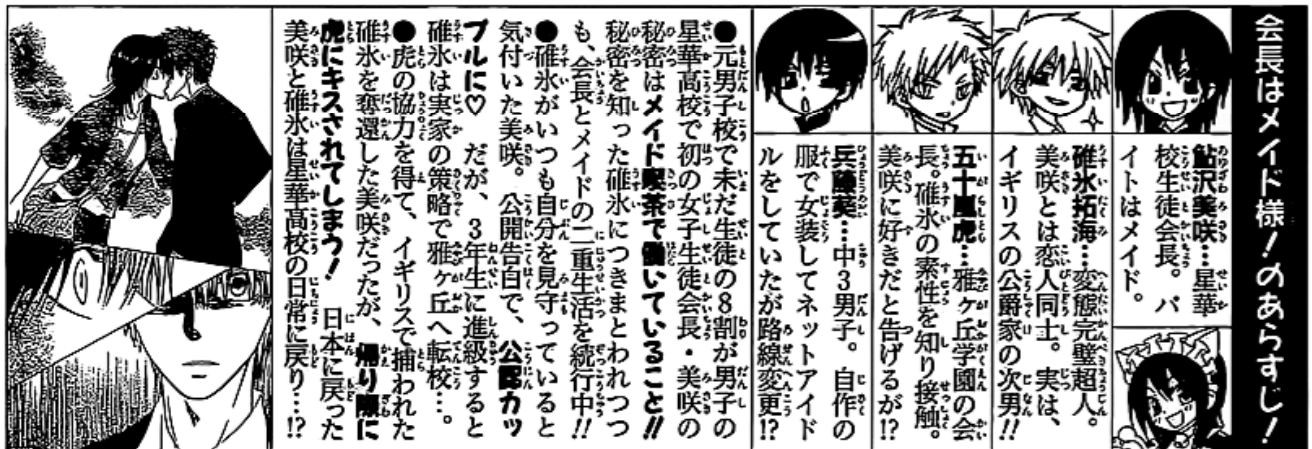 会長はメイド様！のあらすじ！
鮎沢美咲…星華
校生徒会長。バ
イトはメイド。
碓氷拓海…変態完璧超人。
美咲とは恋人同士。実は、
イギリスの公爵家の次男!!
五十嵐虎…雅ヶ丘学園の会
長。碓氷の素性を知り接触。
美咲に好きだと告げるが!?
兵藤葵…中３男子。自作の
服で女装してネットアイド
ルをしていたが路線変更!?
●元男子校で未だ生徒の８割が男子の
星華高校で初の女子生徒会長・美咲の
秘密はメイド喫茶で働いていること!!
秘密を知った碓氷につきまとわれつつ
も、会長とメイドの二重生活を続行中!!
●碓氷がいつも自分を見守っていると
気付いた美咲。公開告白で、公認カッ
プルに♡　だが、３年生に進級すると
碓氷は実家の策略で雅ヶ丘へ転校…。
●虎の協力を得て、イギリスで捕われた
碓氷を奪還した美咲だったが、帰り際に
虎にキスされてしまう！　日本に戻った
美咲と碓氷は星華高校の日常に戻り…!?